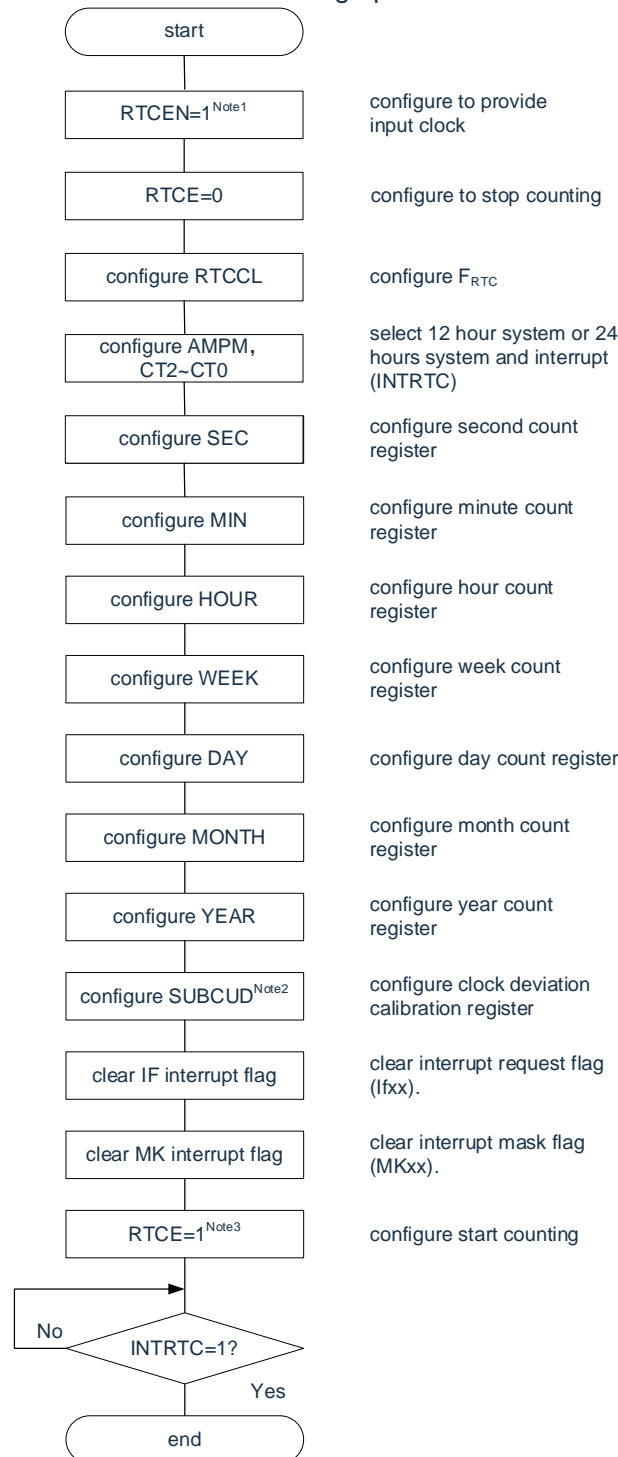 start
RTCEN=1Note1
configure to provide
input clock
RTCE=0
configure to stop counting
configure RTCCL
configure FRTC
configure AMPM,
CT2~CT0
select 12 hour system or 24
hours system and interrupt
(INTRTC)
configure SEC
configure second count
register
configure MIN
configure minute count
register
configure HOUR
configure hour count
register
configure WEEK
configure week count
register
configure DAY
configure day count register
configure MONTH
configure month count
register
configure YEAR
configure year count
register
configure SUBCUDNote2
configure clock deviation
calibration register
clear IF interrupt flag
clear interrupt request flag
(Ifxx).
clear MK interrupt flag
clear interrupt mask flag
(MKxx).
RTCE=1Note3
configure start counting
No
INTRTC=1?
Yes
end